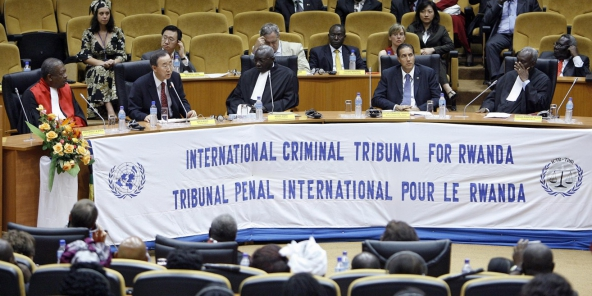 INTERNATIONAL CRIMINAL TRIBUNAL FOR RWANDA
TRIBUNAL PENAL INTERNATIONAL POUR LE RWANDA